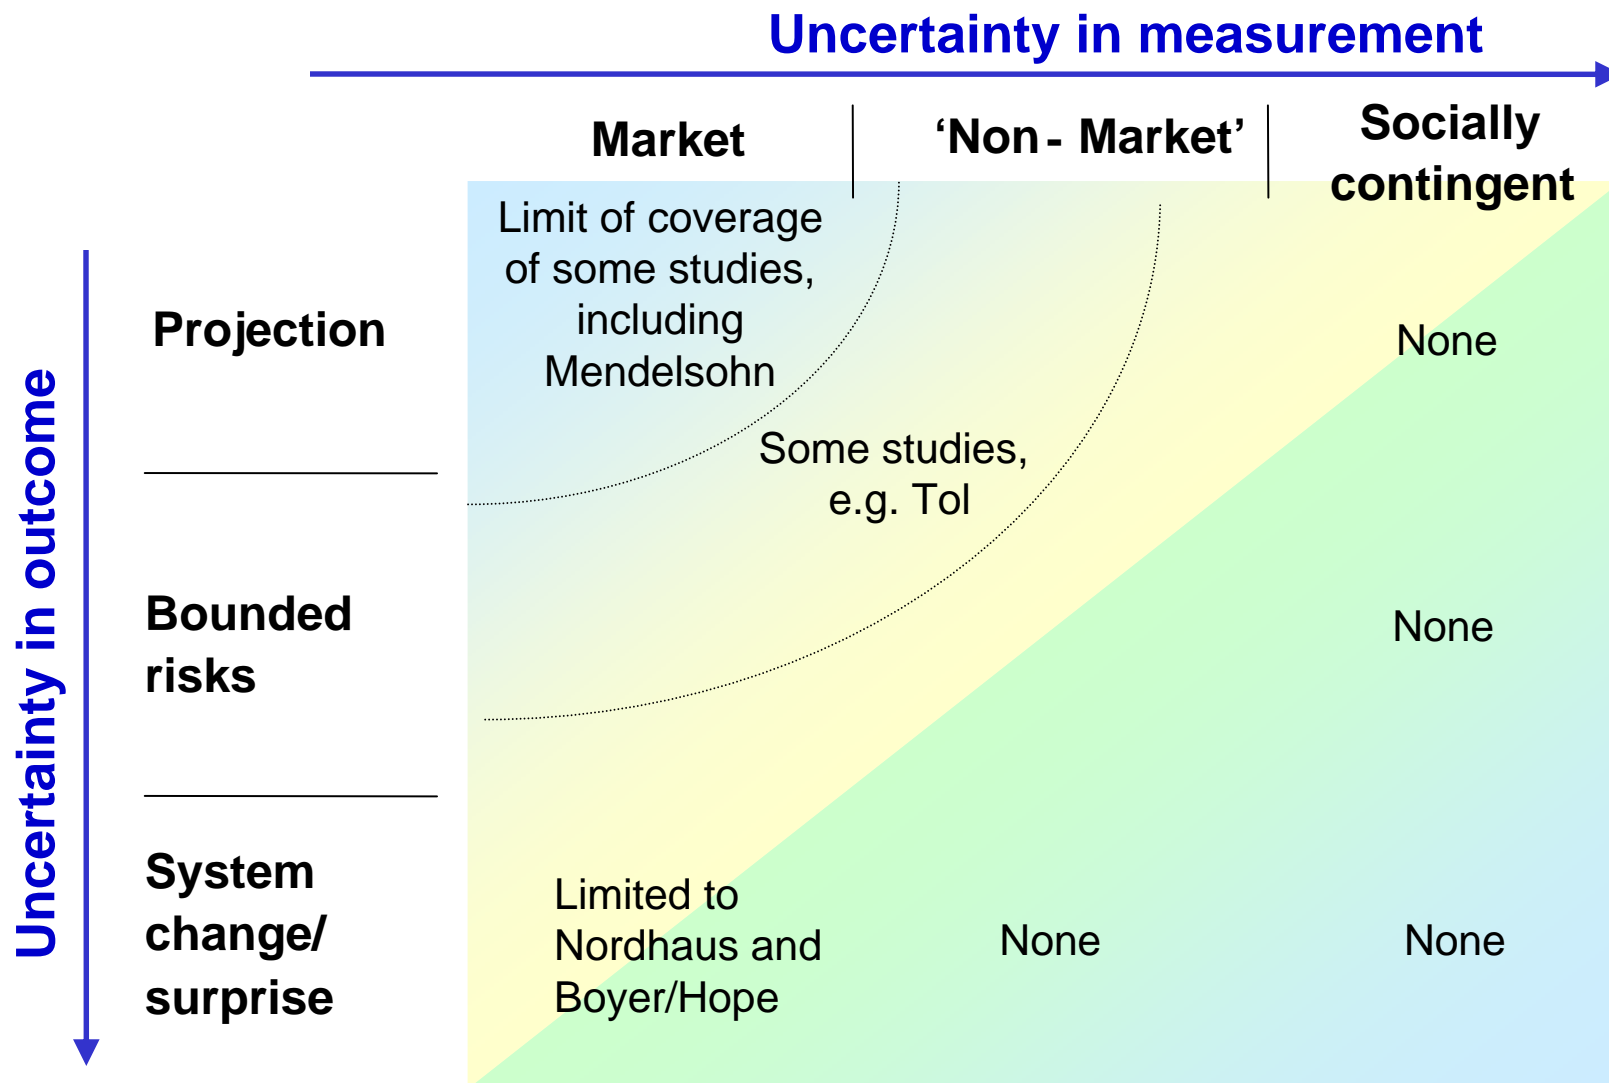 Uncertainty in measurement
Market
‘Non - Market’
Socially
contingent
Uncertainty in outcome
Projection
Limit of coverage
of some studies,
including
Mendelsohn
None
Some studies,
e.g. Tol
Bounded
risks
None
System
change/
surprise
Limited to
Nordhaus and
Boyer/Hope
None
None